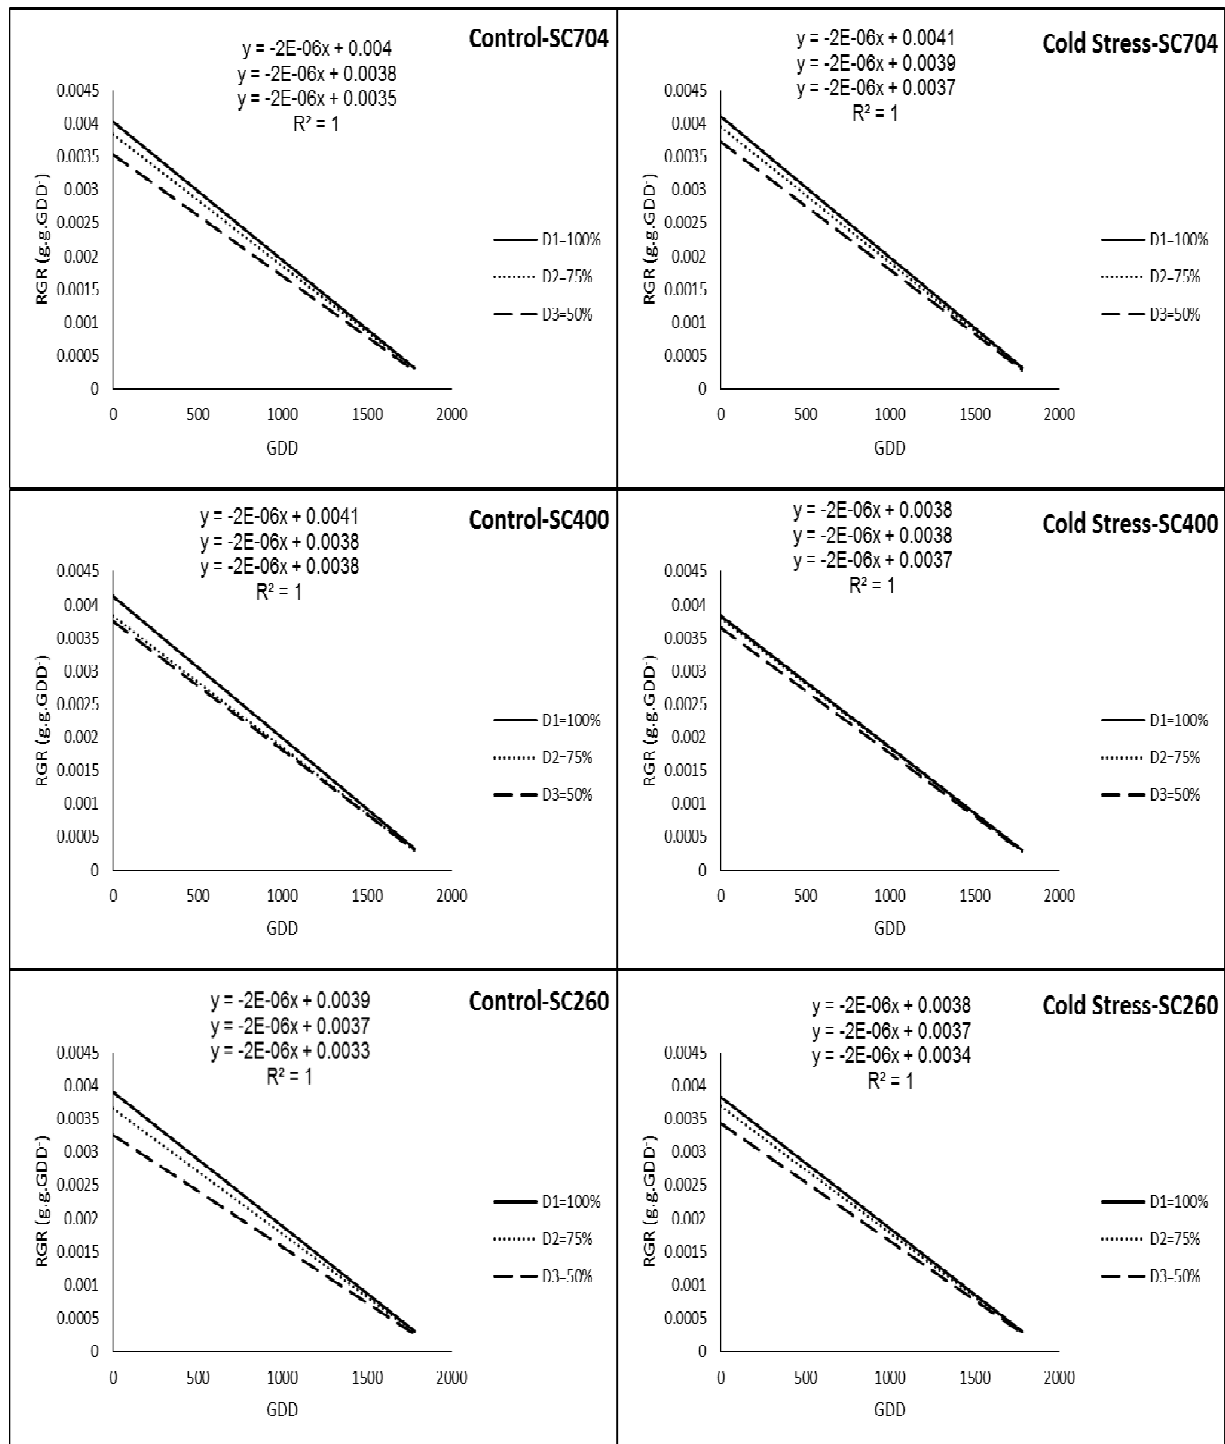 Control-SC704
y = -2E-06x + 0.004
y = -2E-06x + 0.0038
y = -2E-06x + 0.0035
R² = 1
0.0045
0.004
0.0035
0.003
0.0025
0.002
0.0015
0.001
0.0005
0
RGR (g.g.GDD⁻)
0 500 1000 1500 2000
GDD
D1=100%
D2=75%
D3=50%
Cold Stress-SC704
y = -2E-06x + 0.0041
y = -2E-06x + 0.0039
y = -2E-06x + 0.0037
R² = 1
0.0045
0.004
0.0035
0.003
0.0025
0.002
0.0015
0.001
0.0005
0
RGR (g.g.GDD⁻)
0 500 1000 1500 2000
GDD
D1=100%
D2=75%
D3=50%
Control-SC400
y = -2E-06x + 0.0041
y = -2E-06x + 0.0038
y = -2E-06x + 0.0038
R² = 1
0.0045
0.004
0.0035
0.003
0.0025
0.002
0.0015
0.001
0.0005
0
RGR (g.g.GDD⁻)
0 500 1000 1500 2000
GDD
D1=100%
D2=75%
D3=50%
Cold Stress-SC400
y = -2E-06x + 0.0038
y = -2E-06x + 0.0038
y = -2E-06x + 0.0037
R² = 1
0.0045
0.004
0.0035
0.003
0.0025
0.002
0.0015
0.001
0.0005
0
RGR (g.g.GDD⁻)
0 500 1000 1500 2000
GDD
D1=100%
D2=75%
D3=50%
Control-SC260
y = -2E-06x + 0.0039
y = -2E-06x + 0.0037
y = -2E-06x + 0.0033
R² = 1
0.0045
0.004
0.0035
0.003
0.0025
0.002
0.0015
0.001
0.0005
0
RGR (g.g.GDD⁻)
0 500 1000 1500 2000
GDD
D1=100%
D2=75%
D3=50%
Cold Stress-SC260
y = -2E-06x + 0.0038
y = -2E-06x + 0.0037
y = -2E-06x + 0.0034
R² = 1
0.0045
0.004
0.0035
0.003
0.0025
0.002
0.0015
0.001
0.0005
0
RGR (g.g.GDD⁻)
0 500 1000 1500 2000
GDD
D1=100%
D2=75%
D3=50%